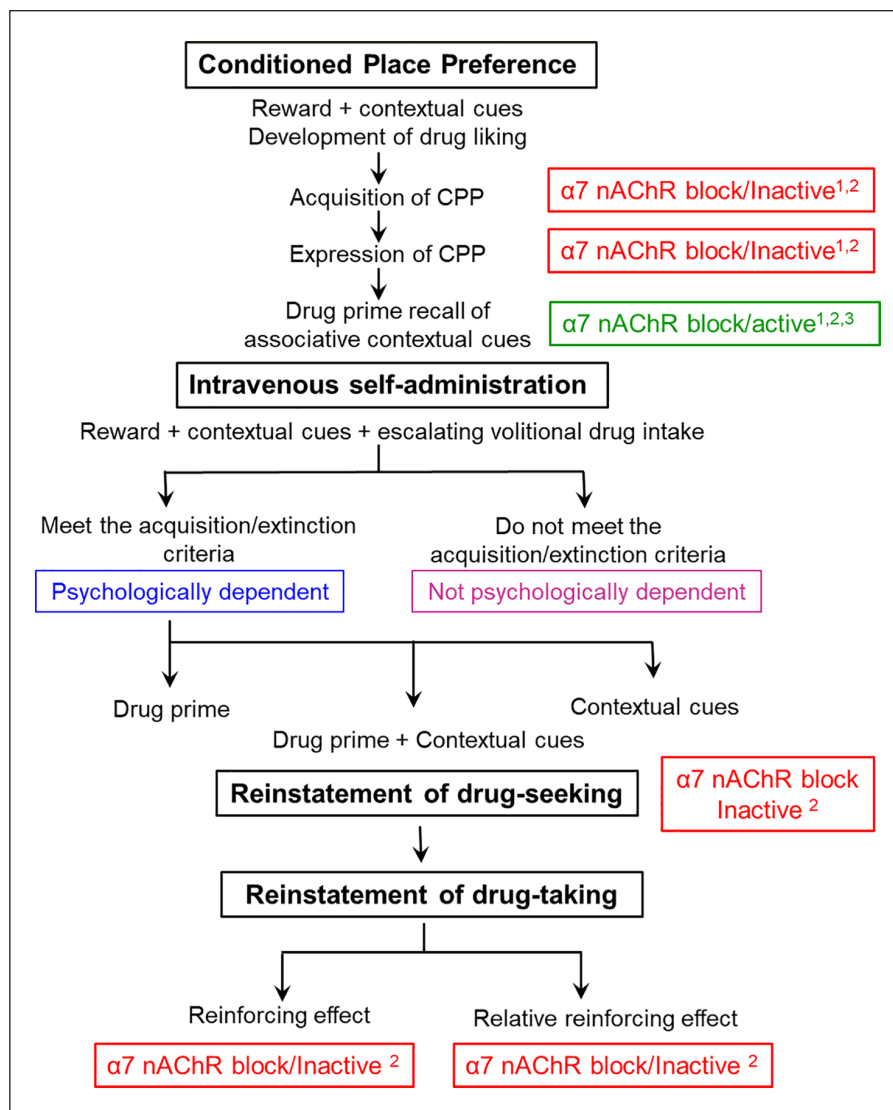 Conditioned Place Preference
Reward + contextual cues
Development of drug liking
Acquisition of CPP
α7 nAChR block/Inactive¹,²
Expression of CPP
α7 nAChR block/Inactive¹,²
Drug prime recall of
associative contextual cues
α7 nAChR block/active¹,²,³
Intravenous self-administration
Reward + contextual cues + escalating volitional drug intake
Meet the acquisition/extinction
criteria
Psychologically dependent
Do not meet the
acquisition/extinction criteria
Not psychologically dependent
Drug prime
Drug prime + Contextual cues
Contextual cues
Reinstatement of drug-seeking
α7 nAChR block
Inactive ²
Reinstatement of drug-taking
Reinforcing effect
α7 nAChR block/Inactive ²
Relative reinforcing effect
α7 nAChR block/Inactive ²